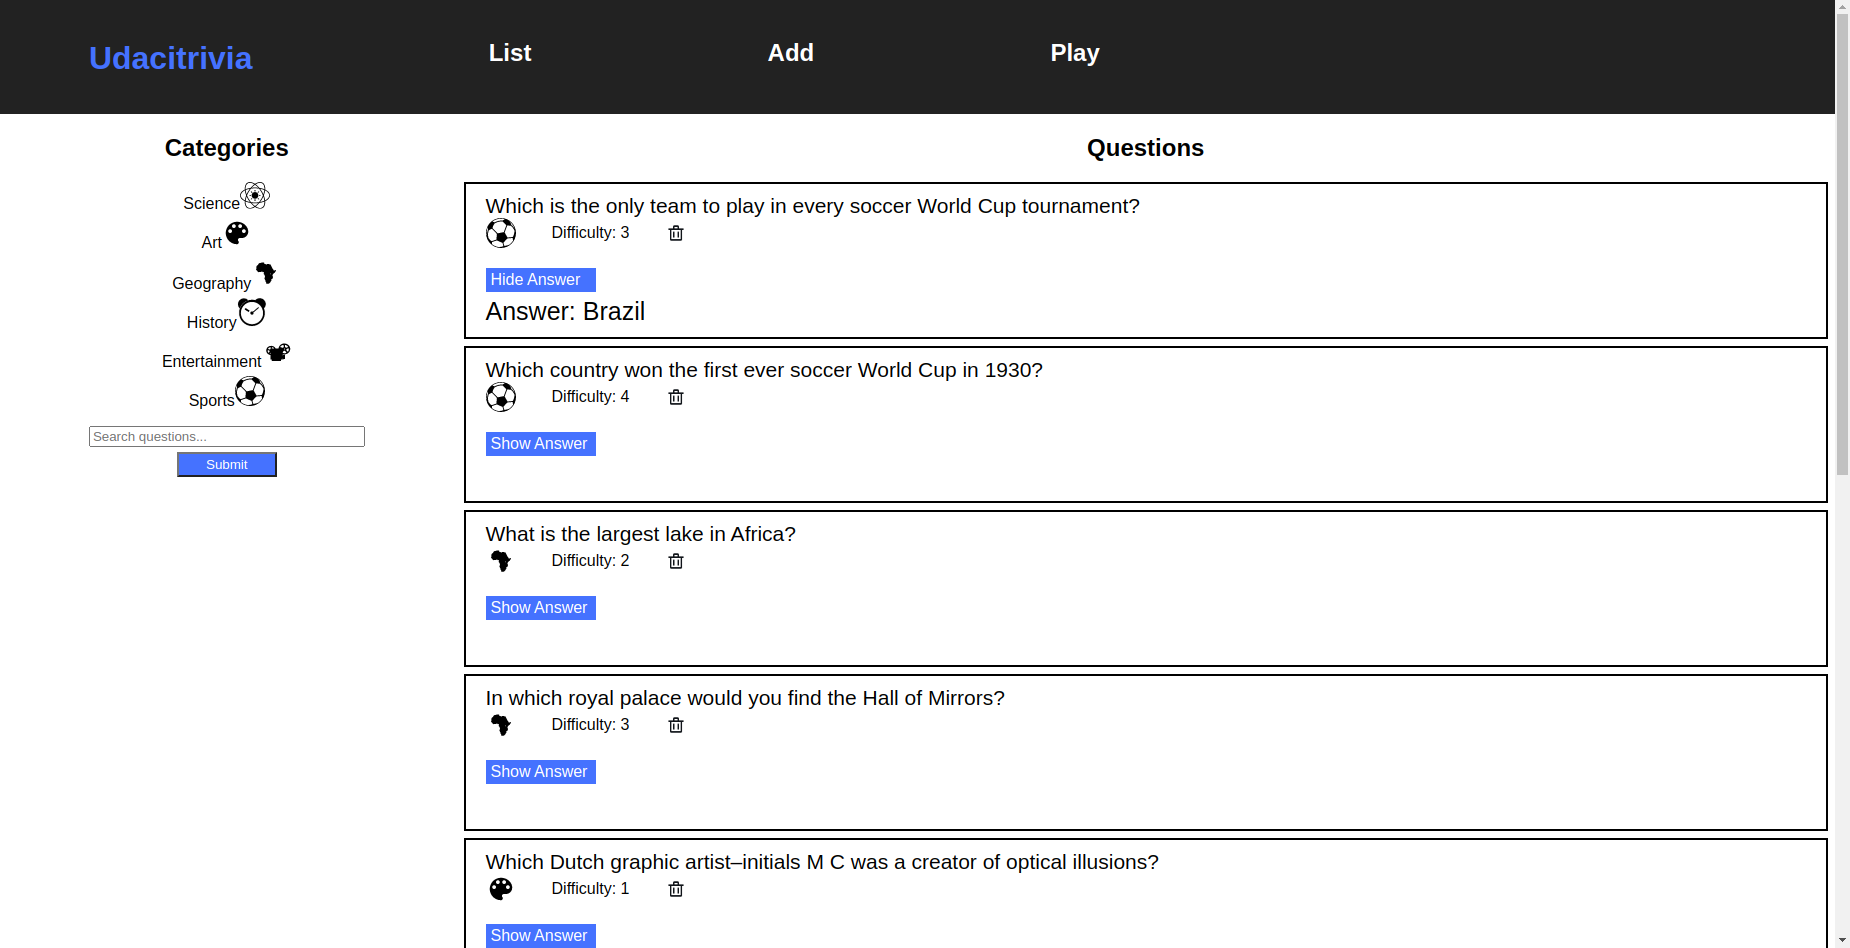 Udacitrivia
List
Add
Play
Categories
Science
Art
Geography
History
Entertainment
Sports
Search questions...
Submit
Questions
Which is the only team to play in every soccer World Cup tournament?
Difficulty: 3
Hide Answer
Answer: Brazil
Which country won the first ever soccer World Cup in 1930?
Difficulty: 4
Show Answer
What is the largest lake in Africa?
Difficulty: 2
Show Answer
In which royal palace would you find the Hall of Mirrors?
Difficulty: 3
Show Answer
Which Dutch graphic artist–initials M C was a creator of optical illusions?
Difficulty: 1
Show Answer